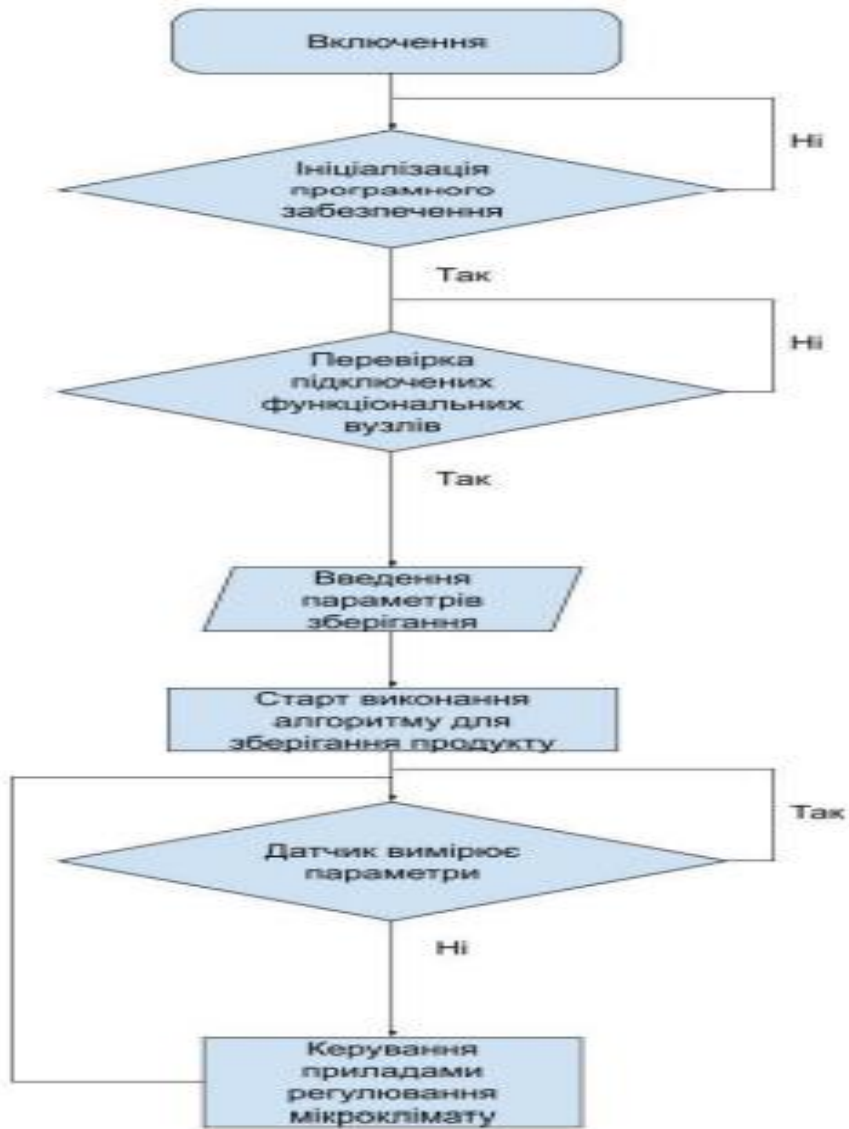 Включення
Ні
Ініціалізація
програмного
забезпечення
Так
Ні
Перевірка
підключених
функціональних
вузлів
Так
Введення
параметрів
зберігання
Старт виконання
алгоритму для
зберігання продукту
Так
Датчик вимірює
параметри
Ні
Керування
приладами
регулювання
мікроклімату